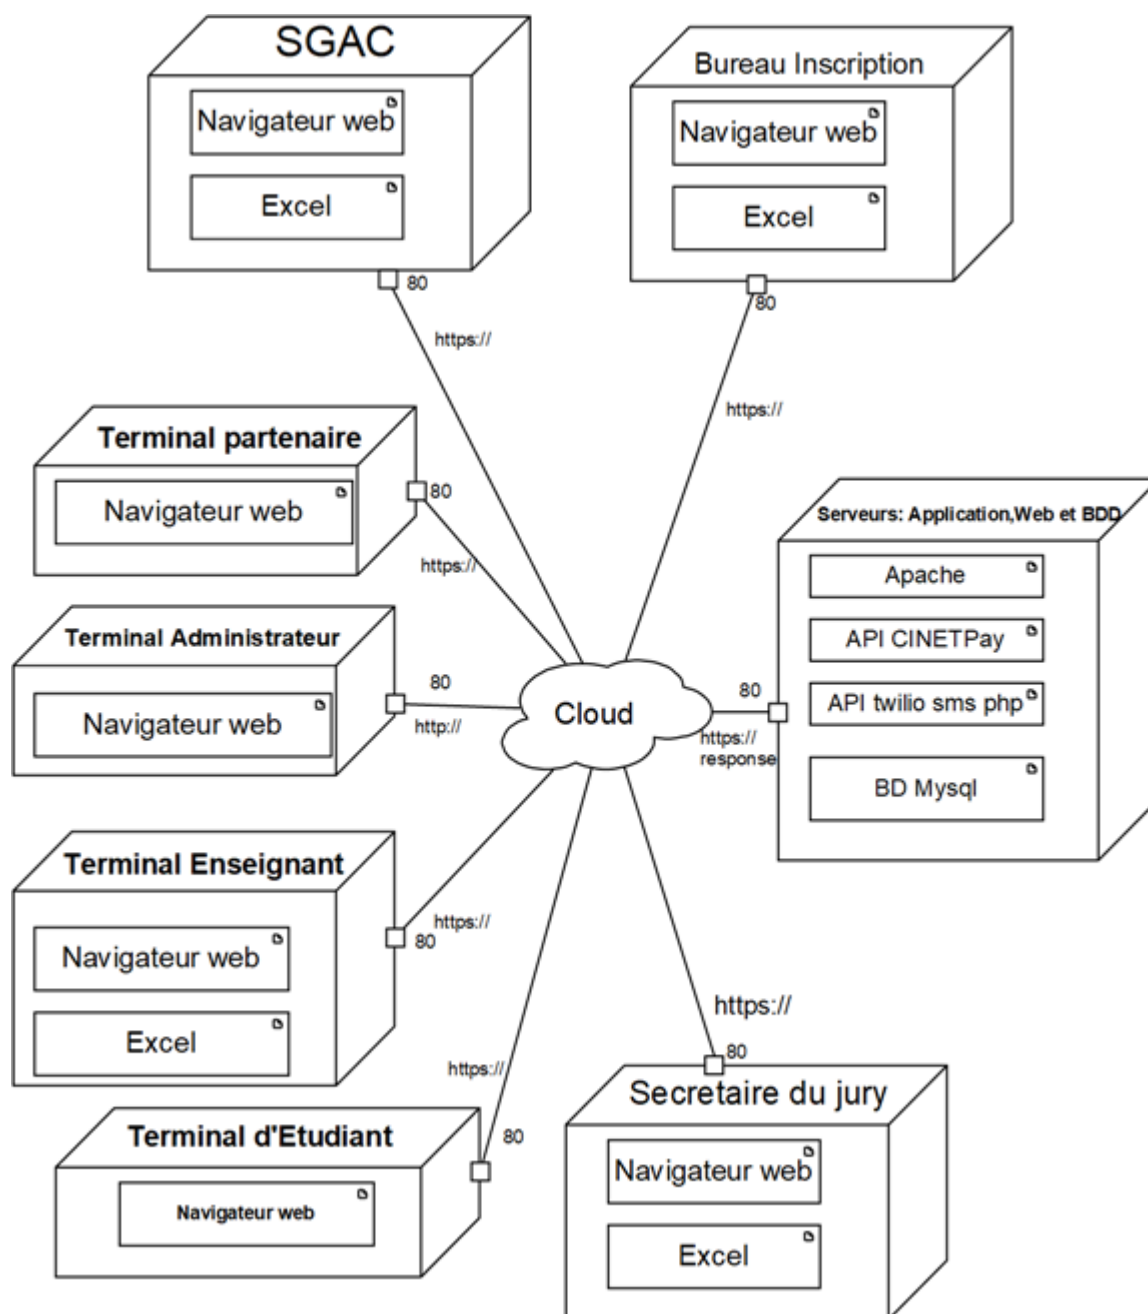 SGAC
Navigateur web
Excel
80
https://
Bureau Inscription
Navigateur web
Excel
80
https://
Terminal partenaire
Navigateur web
80
https://
Terminal Administrateur
Navigateur web
80
http://
Cloud
80
https://
response
Serveurs: Application,Web et BDD
Apache
API CINETPay
API twilio sms php
BD Mysql
Terminal Enseignant
Navigateur web
Excel
80
https://
Terminal d'Etudiant
Navigateur web
80
https://
https://
80
Secretaire du jury
Navigateur web
Excel